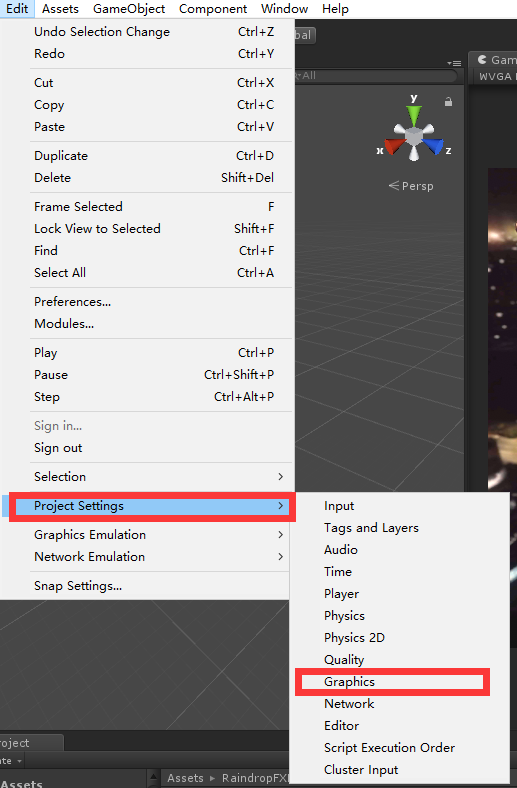 Edit Assets GameObject Component Window Help
Undo Selection Change Ctrl+Z
Redo Ctrl+Y
Cut Ctrl+X
Copy Ctrl+C
Paste Ctrl+V
Duplicate Ctrl+D
Delete Shift+Del
Frame Selected F
Lock View to Selected Shift+F
Find Ctrl+F
Select All Ctrl+A
Preferences...
Modules...
Play Ctrl+P
Pause Ctrl+Shift+P
Step Ctrl+Alt+P
Sign in...
Sign out
Selection
Project Settings
Graphics Emulation
Network Emulation
Snap Settings...
Input
Tags and Layers
Audio
Time
Player
Physics
Physics 2D
Quality
Graphics
Network
Editor
Script Execution Order
Cluster Input
bal
All
Gam
WVGA
y
x z
Persp
roject
ate
Assets
Assets ▸ RaindropFX